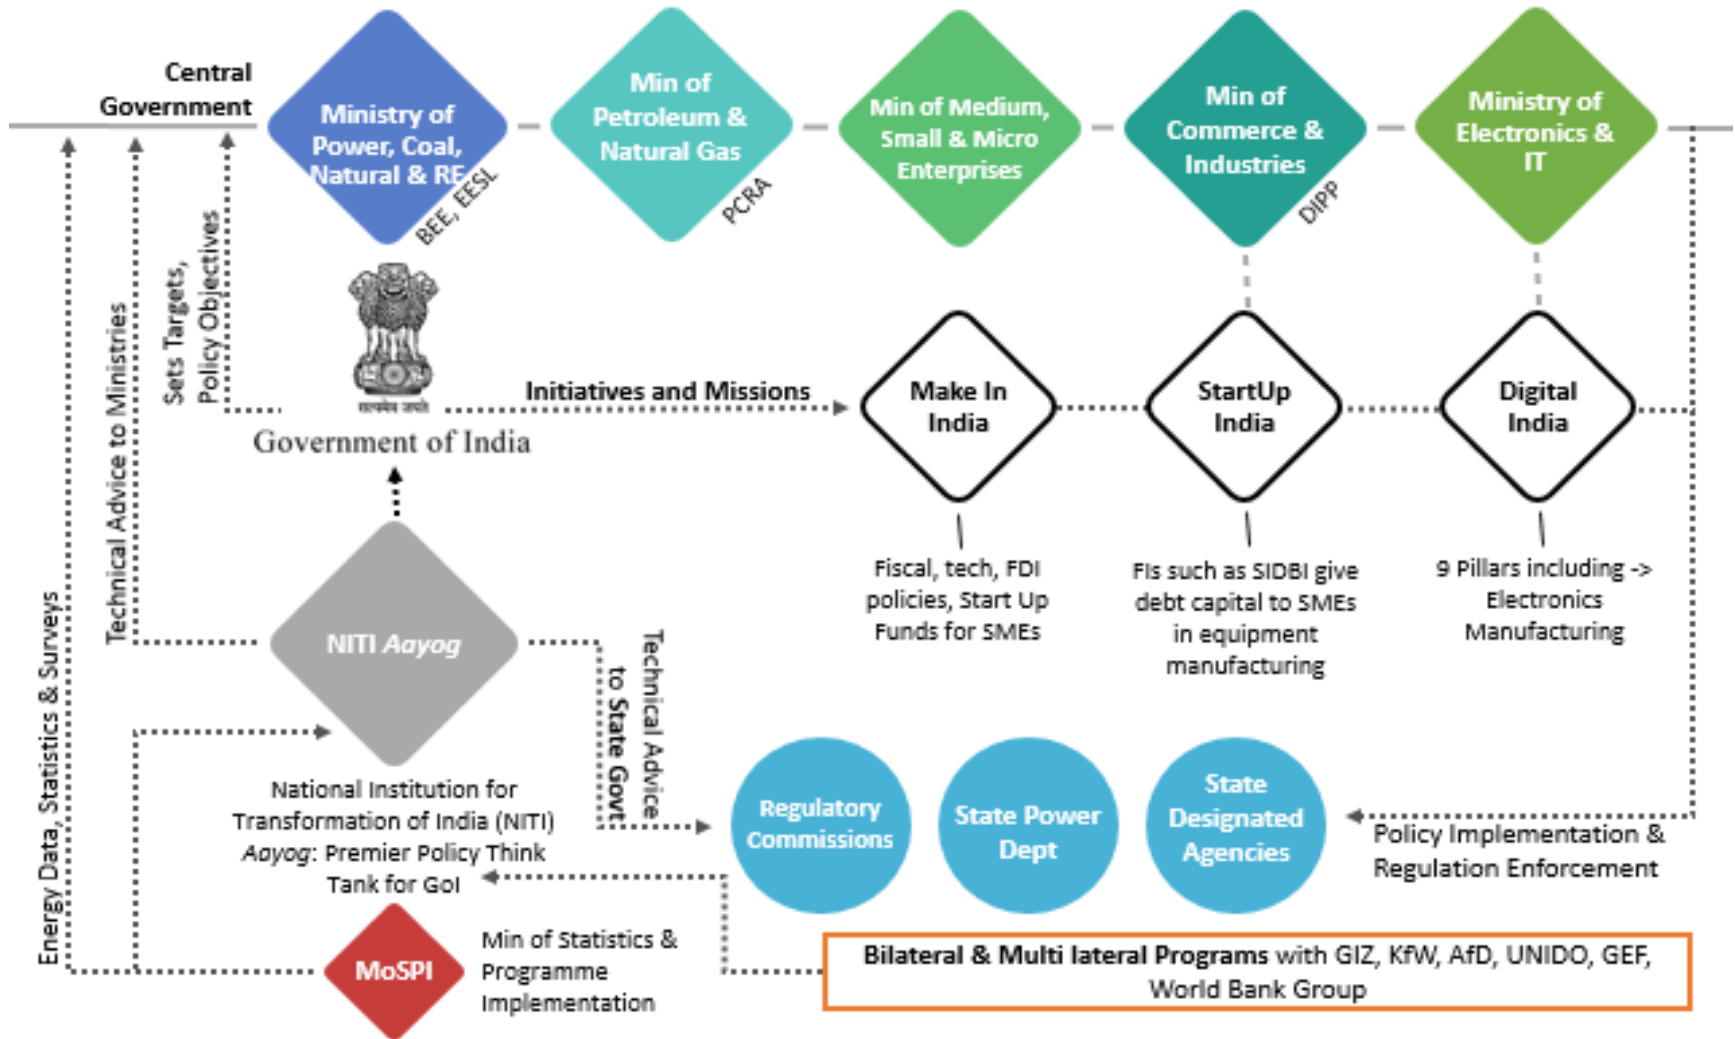 Central
Government
Ministry of
Power, Coal,
Natural & RE
BEE, EESL
Min of
Petroleum &
Natural Gas
PCRA
Min of Medium,
Small & Micro
Enterprises
Min of
Commerce &
Industries
DIPP
Ministry of
Electronics &
IT
Sets Targets,
Policy Objectives
Technical Advice to Ministries
Energy Data, Statistics & Surveys
सत्यमेव जयते
Government of India
Initiatives and Missions
Make In
India
StartUp
India
Digital
India
Fiscal, tech, FDI
policies, Start Up
Funds for SMEs
FIs such as SIDBI give
debt capital to SMEs
in equipment
manufacturing
9 Pillars including ->
Electronics
Manufacturing
NITI Aayog
Technical Advice
to State Govt
National Institution for
Transformation of India (NITI)
Aayog: Premier Policy Think
Tank for GoI
Regulatory
Commissions
State Power
Dept
State
Designated
Agencies
Policy Implementation &
Regulation Enforcement
MoSPI
Min of Statistics &
Programme
Implementation
Bilateral & Multi lateral Programs with GIZ, KfW, AfD, UNIDO, GEF,
World Bank Group